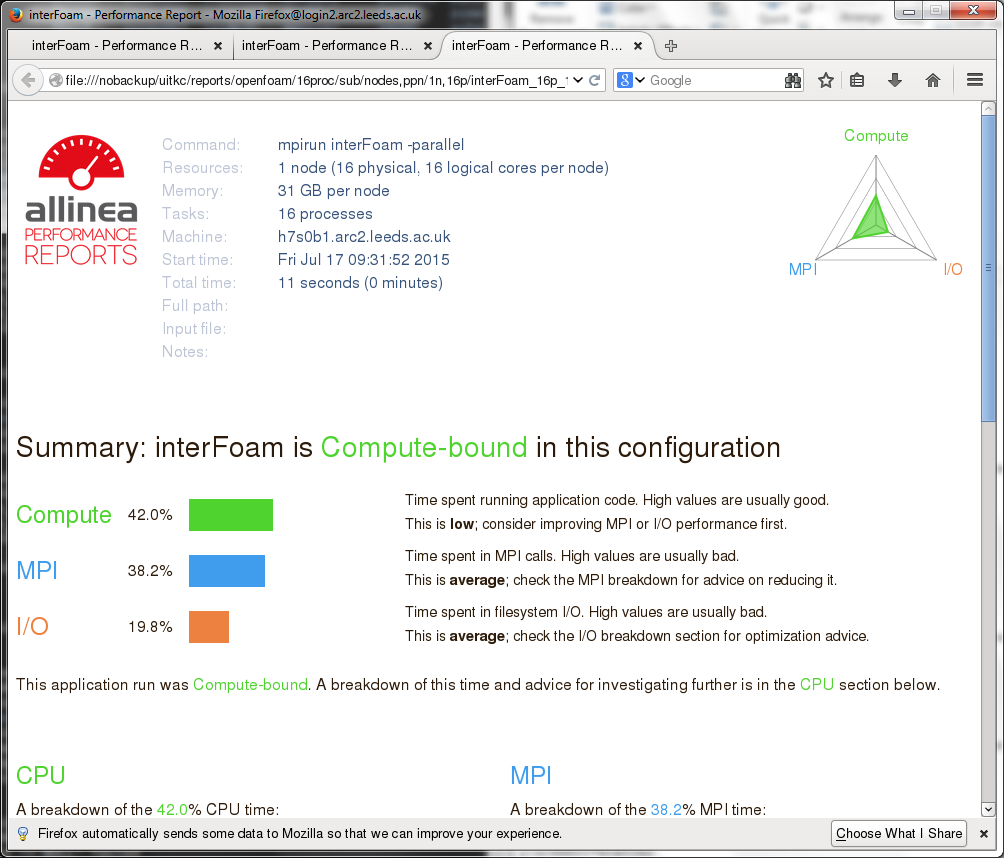 interFoam - Performance Report - Mozilla Firefox@login2.arc2.leeds.ac.uk
interFoam - Performance R... × interFoam - Performance R... × interFoam - Performance R... ×
file:///nobackup/uitkc/reports/openfoam/16proc/sub/nodes,ppn/1n,16p/interFoam_16p_1 Google
allinea
PERFORMANCE
REPORTS
Command: mpirun interFoam -parallel
Resources: 1 node (16 physical, 16 logical cores per node)
Memory: 31 GB per node
Tasks: 16 processes
Machine: h7s0b1.arc2.leeds.ac.uk
Start time: Fri Jul 17 09:31:52 2015
Total time: 11 seconds (0 minutes)
Full path:
Input file:
Notes:
Compute
MPI I/O
Summary: interFoam is Compute-bound in this configuration
Compute 42.0% Time spent running application code. High values are usually good.
This is low; consider improving MPI or I/O performance first.
MPI 38.2% Time spent in MPI calls. High values are usually bad.
This is average; check the MPI breakdown for advice on reducing it.
I/O 19.8% Time spent in filesystem I/O. High values are usually bad.
This is average; check the I/O breakdown section for optimization advice.
This application run was Compute-bound. A breakdown of this time and advice for investigating further is in the CPU section below.
CPU
A breakdown of the 42.0% CPU time:
MPI
A breakdown of the 38.2% MPI time:
Firefox automatically sends some data to Mozilla so that we can improve your experience. Choose What I Share ×